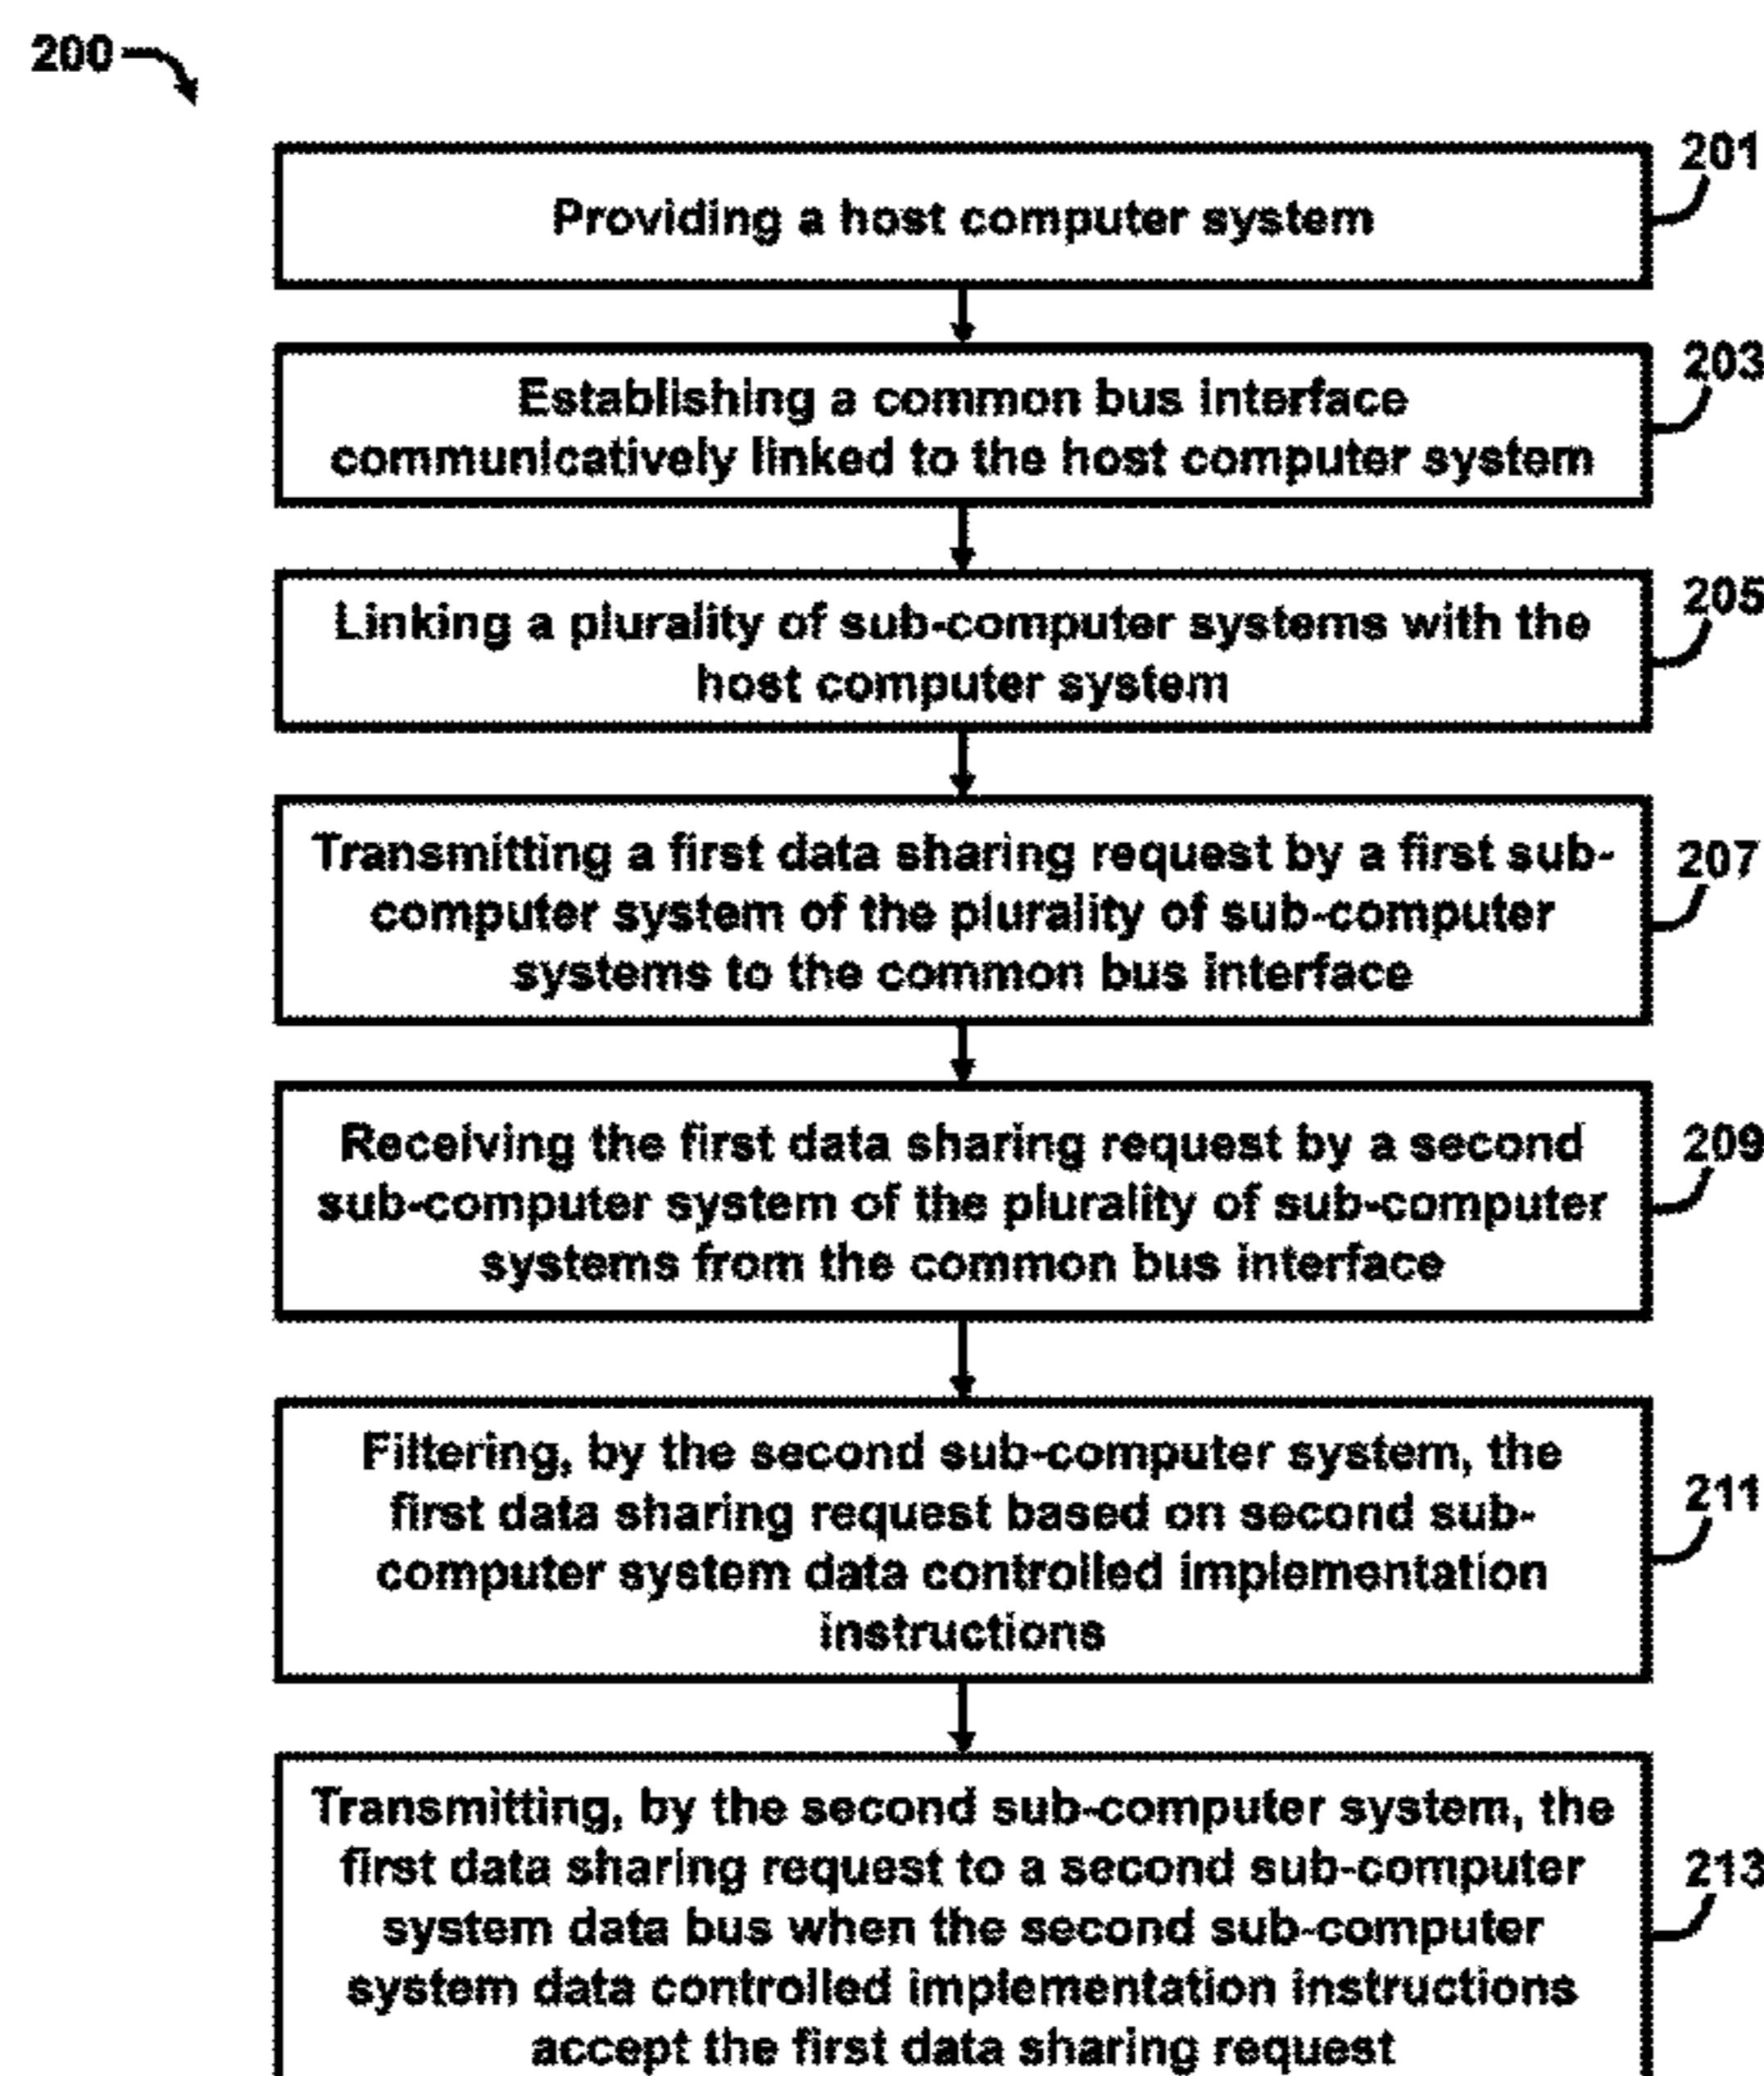 200
201
Providing a host computer system
203
Establishing a common bus interface
communicatively linked to the host computer system
205
Linking a plurality of sub-computer systems with the
host computer system
207
Transmitting a first data sharing request by a first sub-
computer system of the plurality of sub-computer
systems to the common bus interface
209
Receiving the first data sharing request by a second
sub-computer system of the plurality of sub-computer
systems from the common bus interface
211
Filtering, by the second sub-computer system, the
first data sharing request based on second sub-
computer system data controlled implementation
instructions
213
Transmitting, by the second sub-computer system, the
first data sharing request to a second sub-computer
system data bus when the second sub-computer
system data controlled implementation instructions
accept the first data sharing request